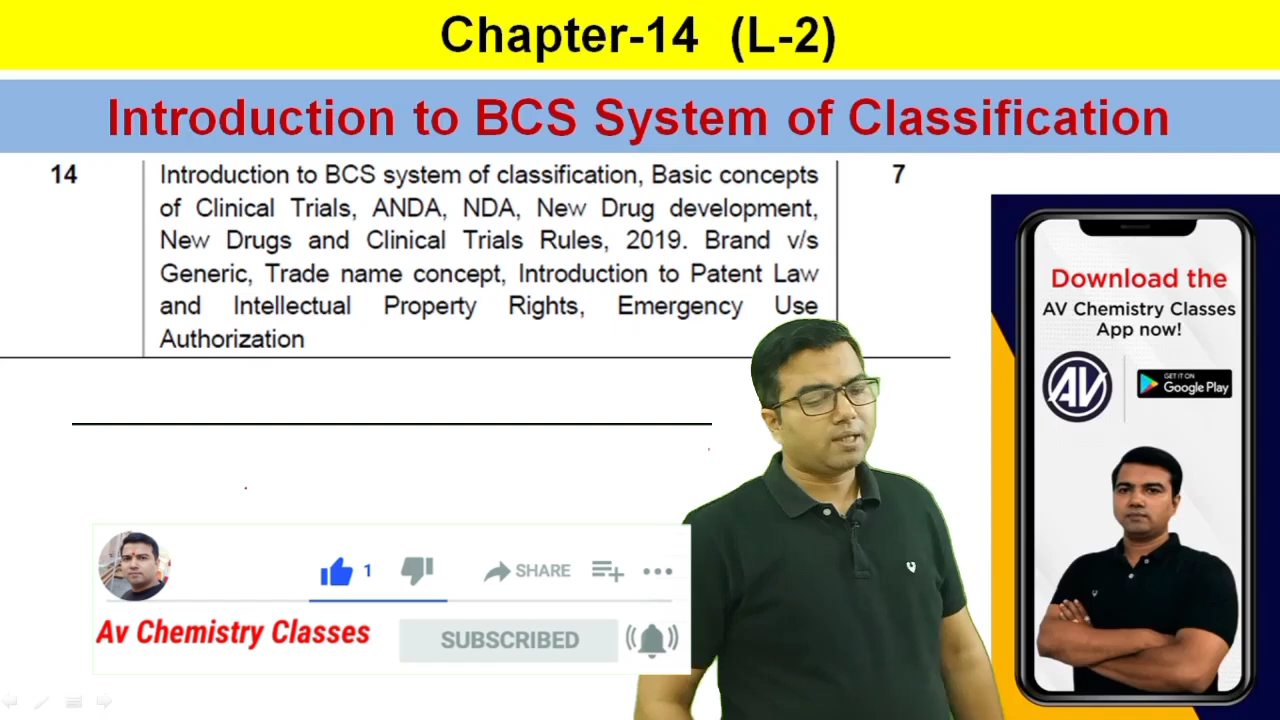 Chapter-14 (L-2)
Introduction to BCS System of Classification
14
Introduction to BCS system of classification, Basic concepts
of Clinical Trials, ANDA, NDA, New Drug development,
New Drugs and Clinical Trials Rules, 2019. Brand v/s
Generic, Trade name concept, Introduction to Patent Law
and Intellectual Property Rights, Emergency Use
Authorization
7
Download the
AV Chemistry Classes
App now!
AV
GET IT ON
Google Play
1
SHARE
Av Chemistry Classes
SUBSCRIBED